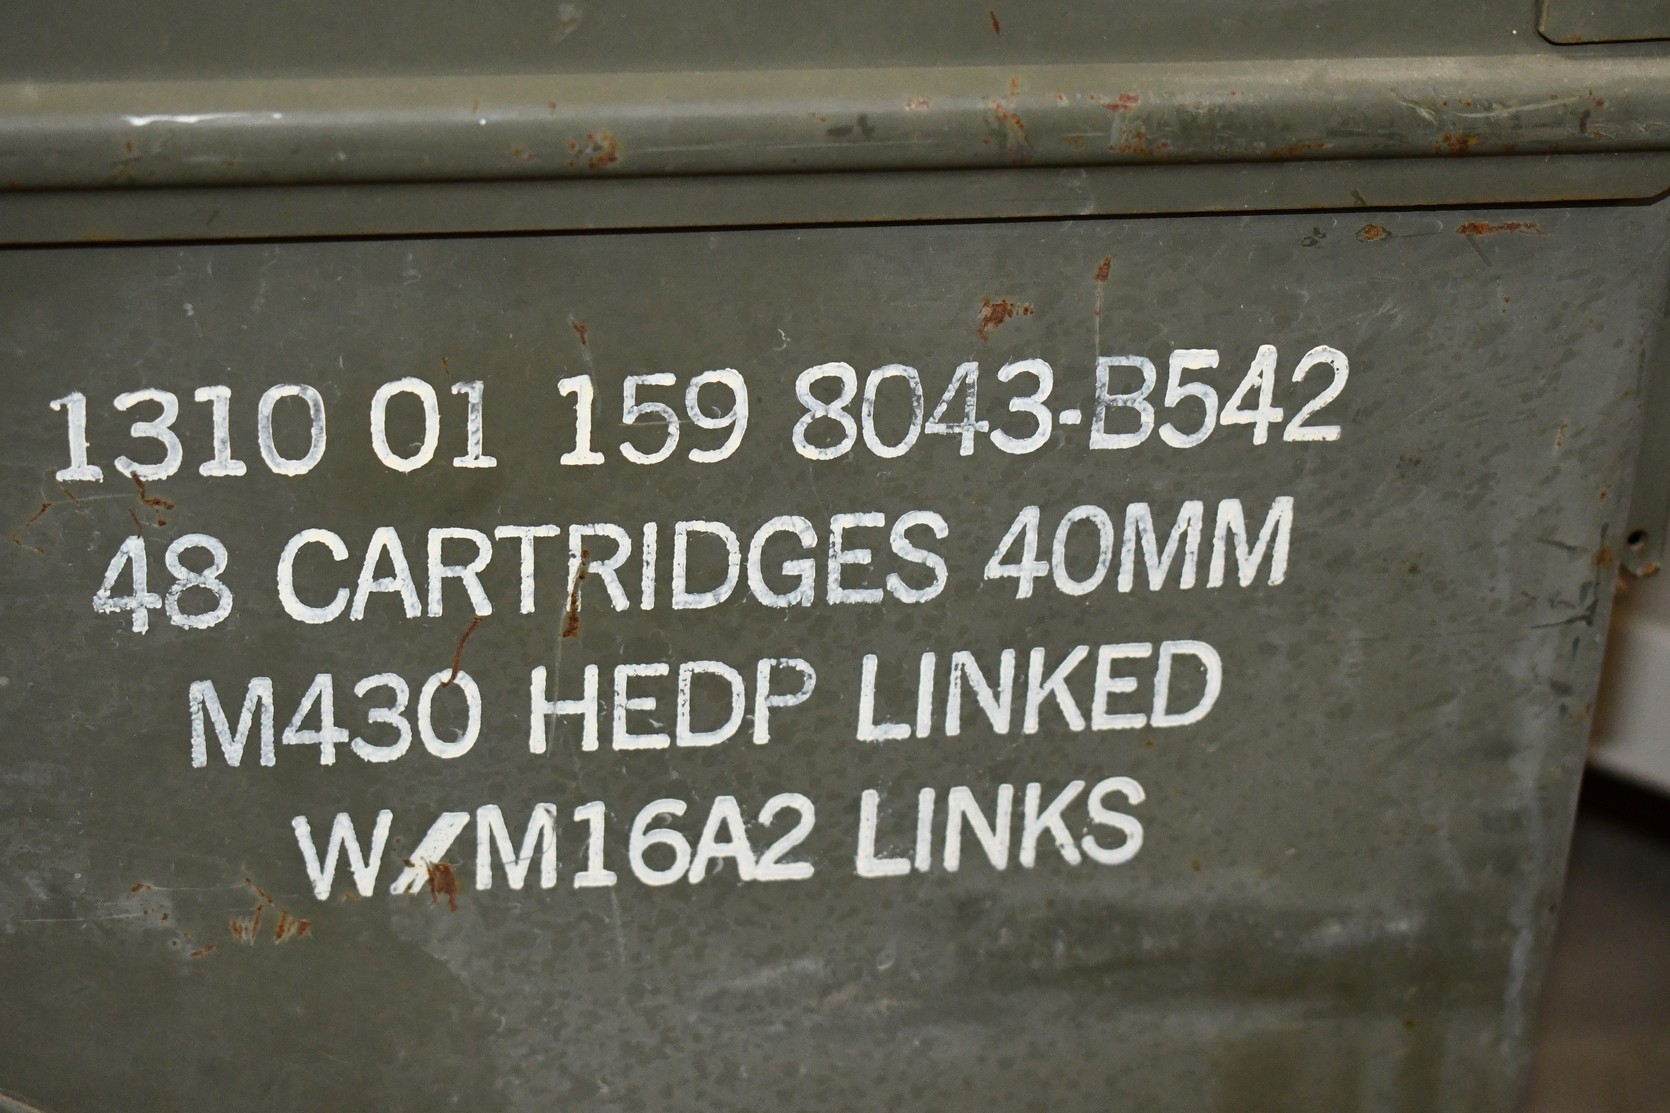 1310 01 159 8043-B542
48 CARTRIDGES 40MM
M430 HEDP LINKED
W/M16A2 LINKS